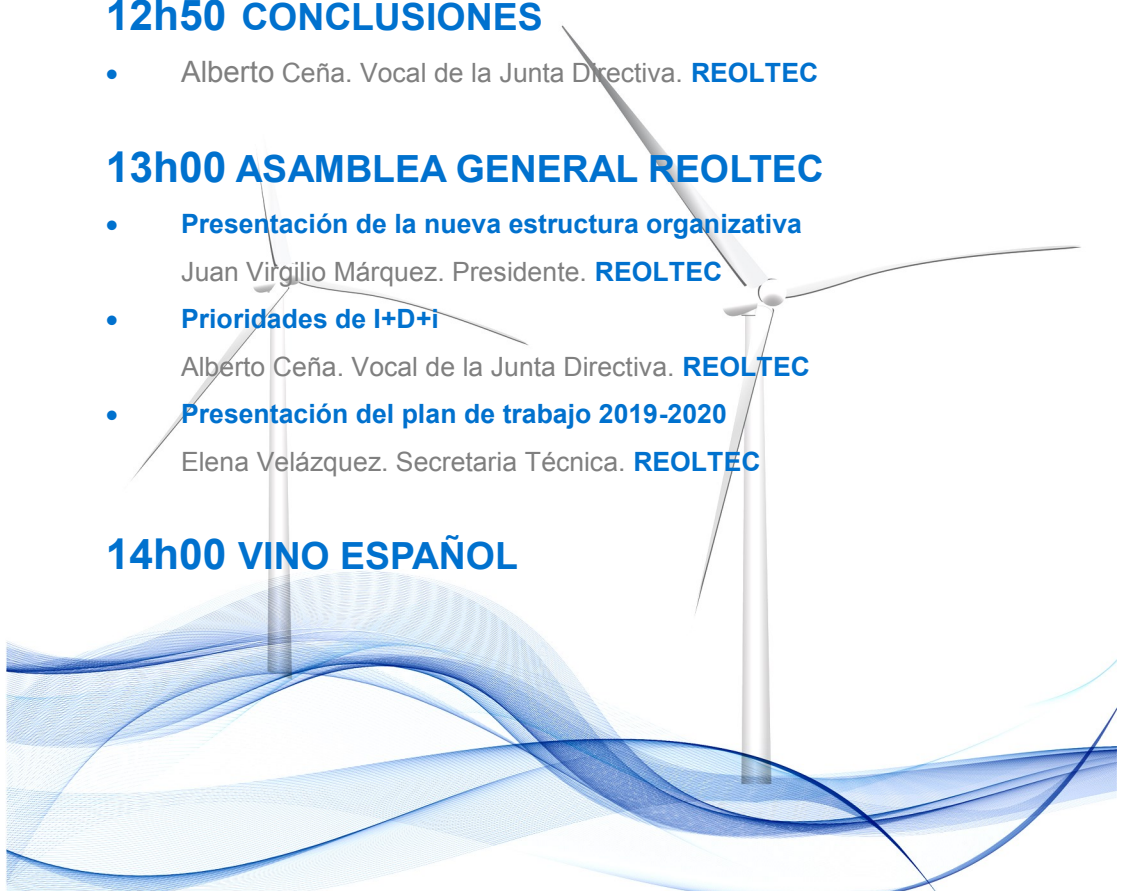 12h50 CONCLUSIONES
• Alberto Ceña. Vocal de la Junta Directiva. REOLTEC
13h00 ASAMBLEA GENERAL REOLTEC
• Presentación de la nueva estructura organizativa
Juan Virgilio Márquez. Presidente. REOLTEC
• Prioridades de I+D+i
Alberto Ceña. Vocal de la Junta Directiva. REOLTEC
• Presentación del plan de trabajo 2019-2020
Elena Velázquez. Secretaria Técnica. REOLTEC
14h00 VINO ESPAÑOL